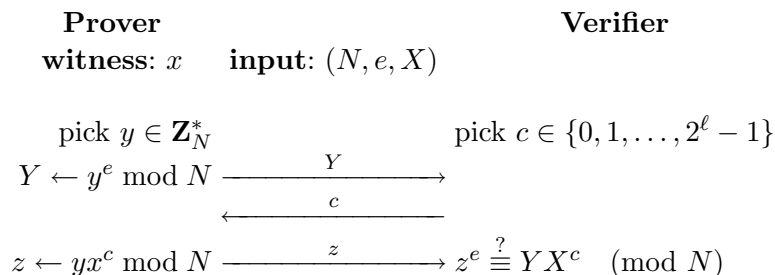 Prover Verifier
witness: x input: (N, e, X)
pick y ∈ Z*_N pick c ∈ {0, 1, . . . , 2^ℓ − 1}
Y ← y^e mod N Y
c
z ← yx^c mod N z z^e ≟≡ YX^c (mod N)